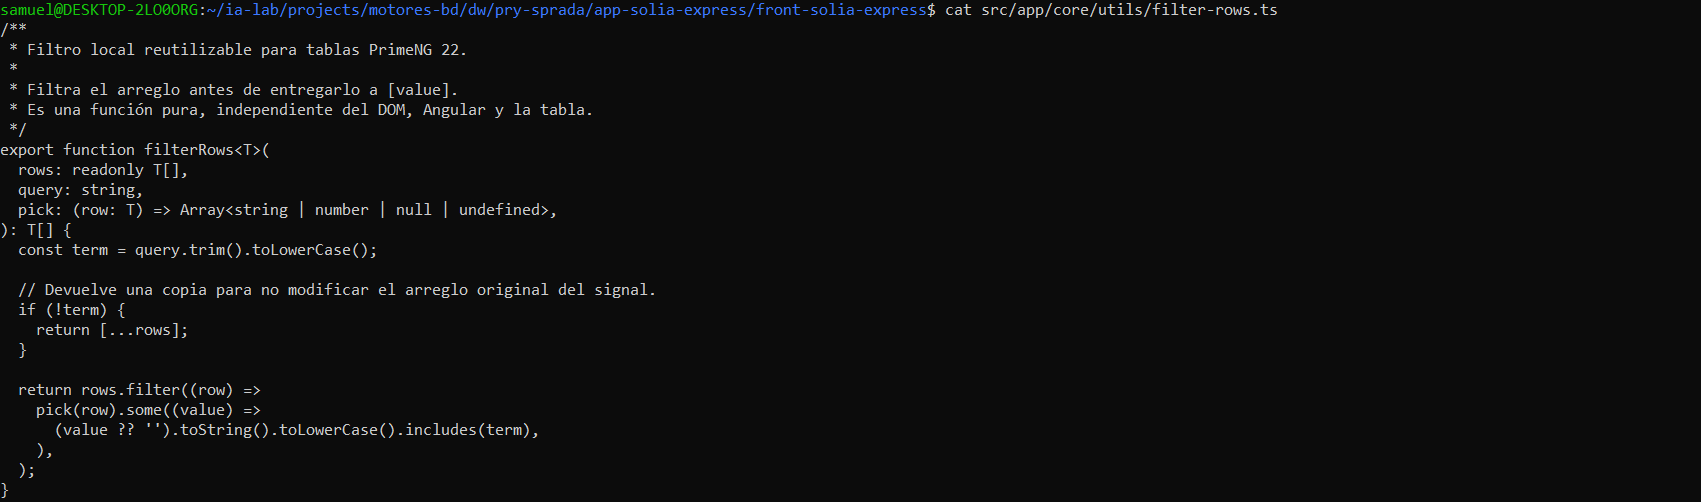 samuel@DESKTOP-2LO0ORG:~/ia-lab/projects/motores-bd/dw/pry-sprada/app-solia-express/front-solia-express$ cat src/app/core/utils/filter-rows.ts
/**
 * Filtro local reutilizable para tablas PrimeNG 22.
 *
 * Filtra el arreglo antes de entregarlo a [value].
 * Es una función pura, independiente del DOM, Angular y la tabla.
 */
export function filterRows<T>(
  rows: readonly T[],
  query: string,
  pick: (row: T) => Array<string | number | null | undefined>,
): T[] {
  const term = query.trim().toLowerCase();

  // Devuelve una copia para no modificar el arreglo original del signal.
  if (!term) {
    return [...rows];
  }

  return rows.filter((row) =>
    pick(row).some((value) =>
      (value ?? '').toString().toLowerCase().includes(term),
    ),
  );
}